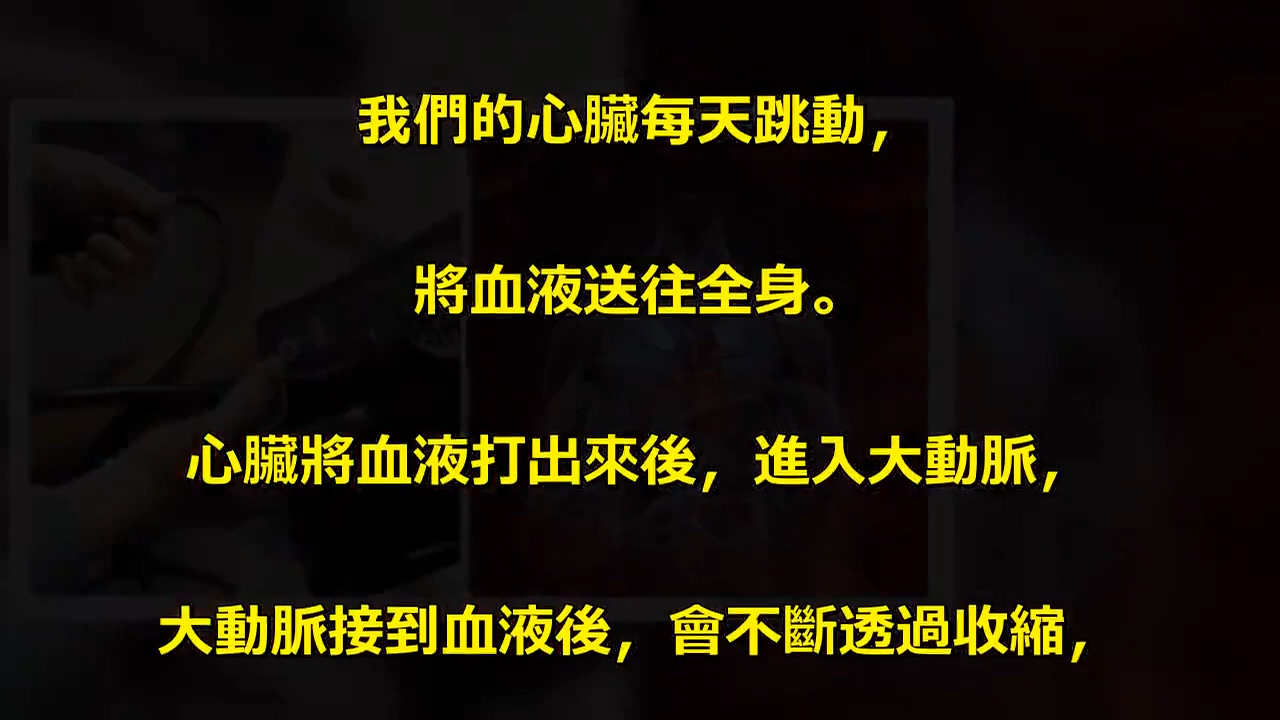 我們的心臟每天跳動，
將血液送往全身。
心臟將血液打出來後，進入大動脈，
大動脈接到血液後，會不斷透過收縮，